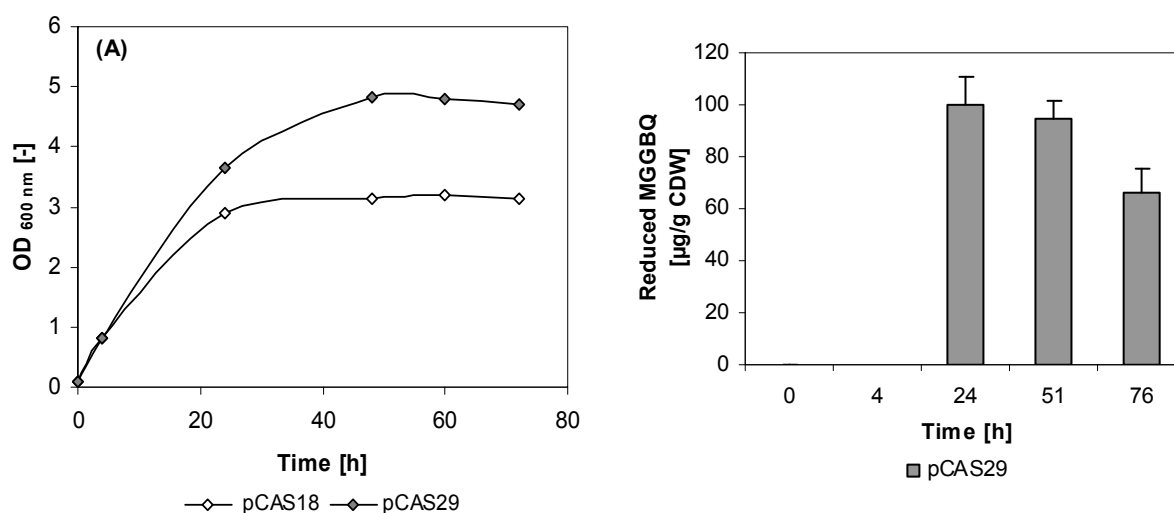 (A)
6
5
4
3
2
1
0
OD 600 nm [-]
0 20 40 60 80
Time [h]
pCAS18 pCAS29
120
100
80
60
40
20
0
Reduced MGGBQ
[µg/g CDW]
0 4 24 51 76
Time [h]
pCAS29